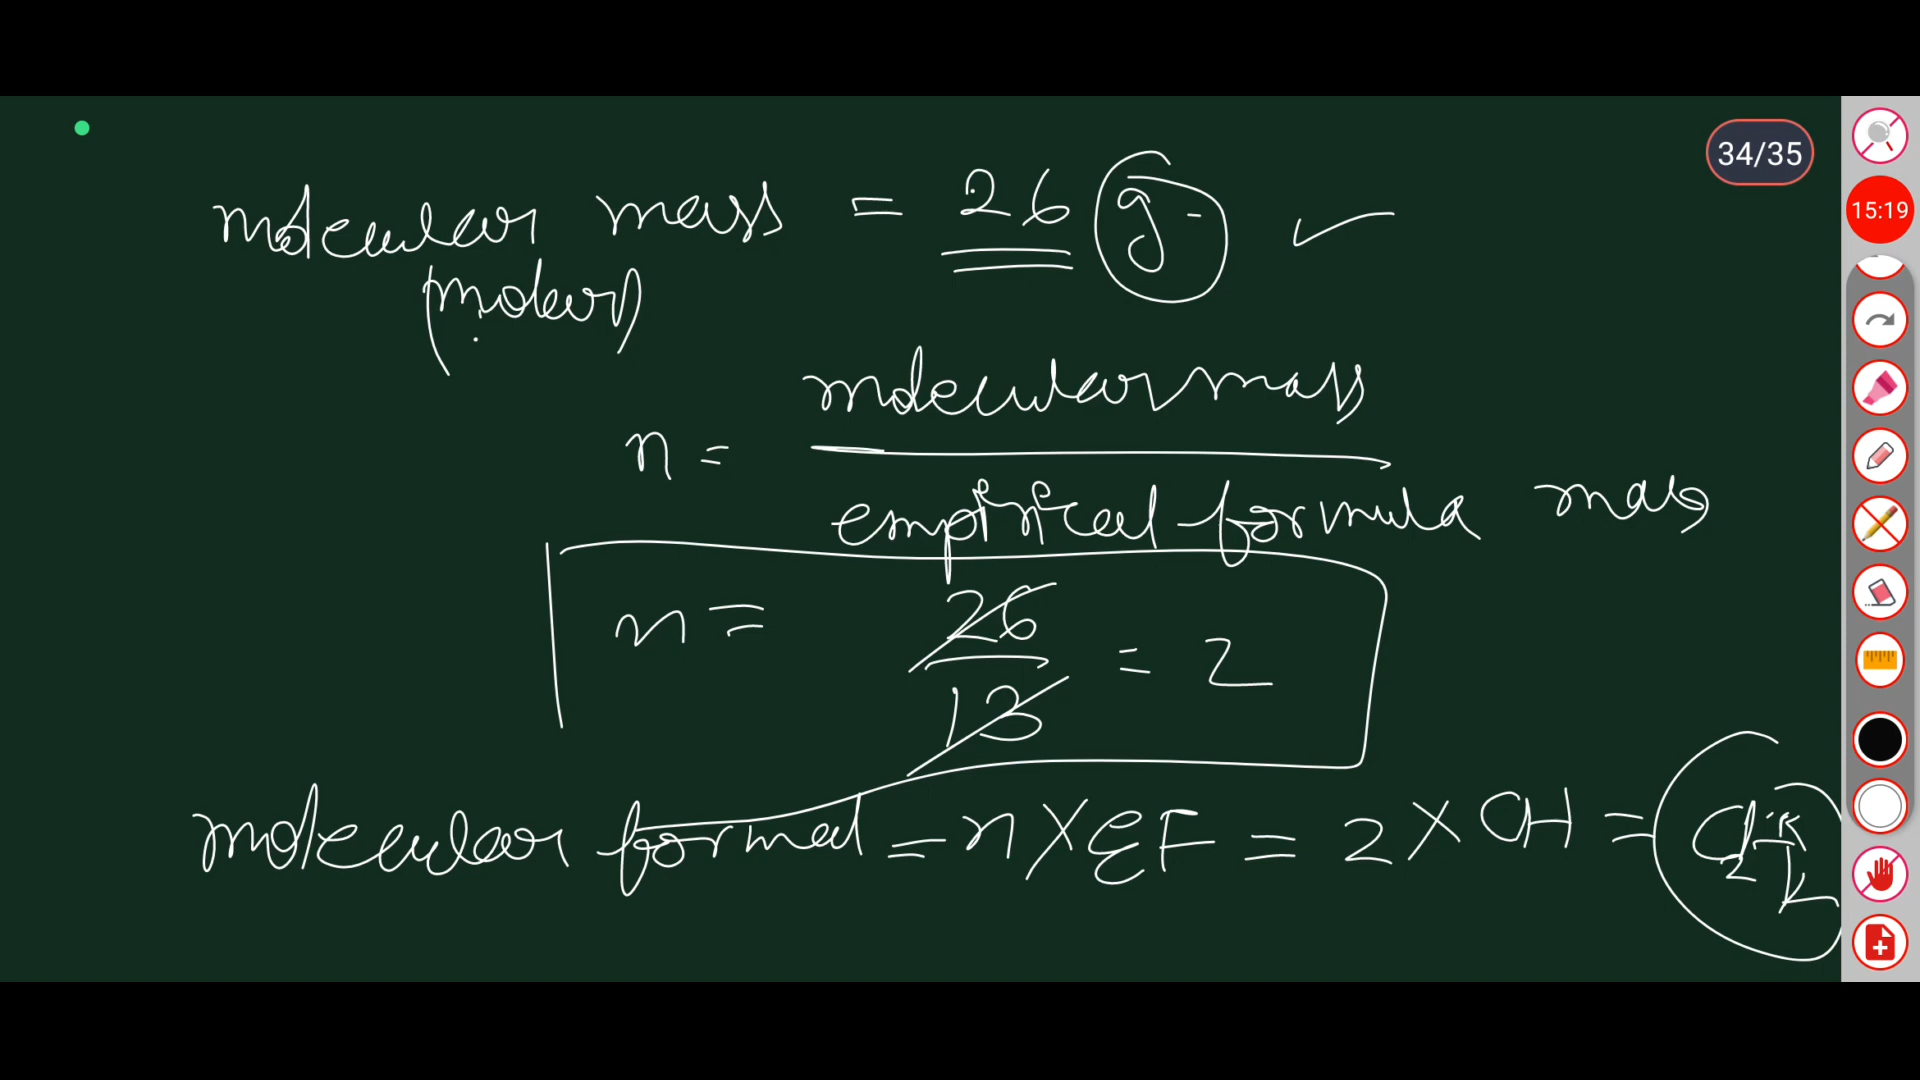 34/35
15:19
molecular mass = 26 g
(molar)
n = molecular mass
empirical formula mass
n = 26
13 = 2
molecular formul = n X EF = 2 X CH = C2H2